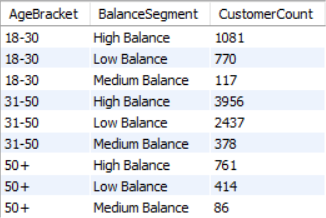 AgeBracket BalanceSegment CustomerCount
18-30 High Balance 1081
18-30 Low Balance 770
18-30 Medium Balance 117
31-50 High Balance 3956
31-50 Low Balance 2437
31-50 Medium Balance 378
50+ High Balance 761
50+ Low Balance 414
50+ Medium Balance 86